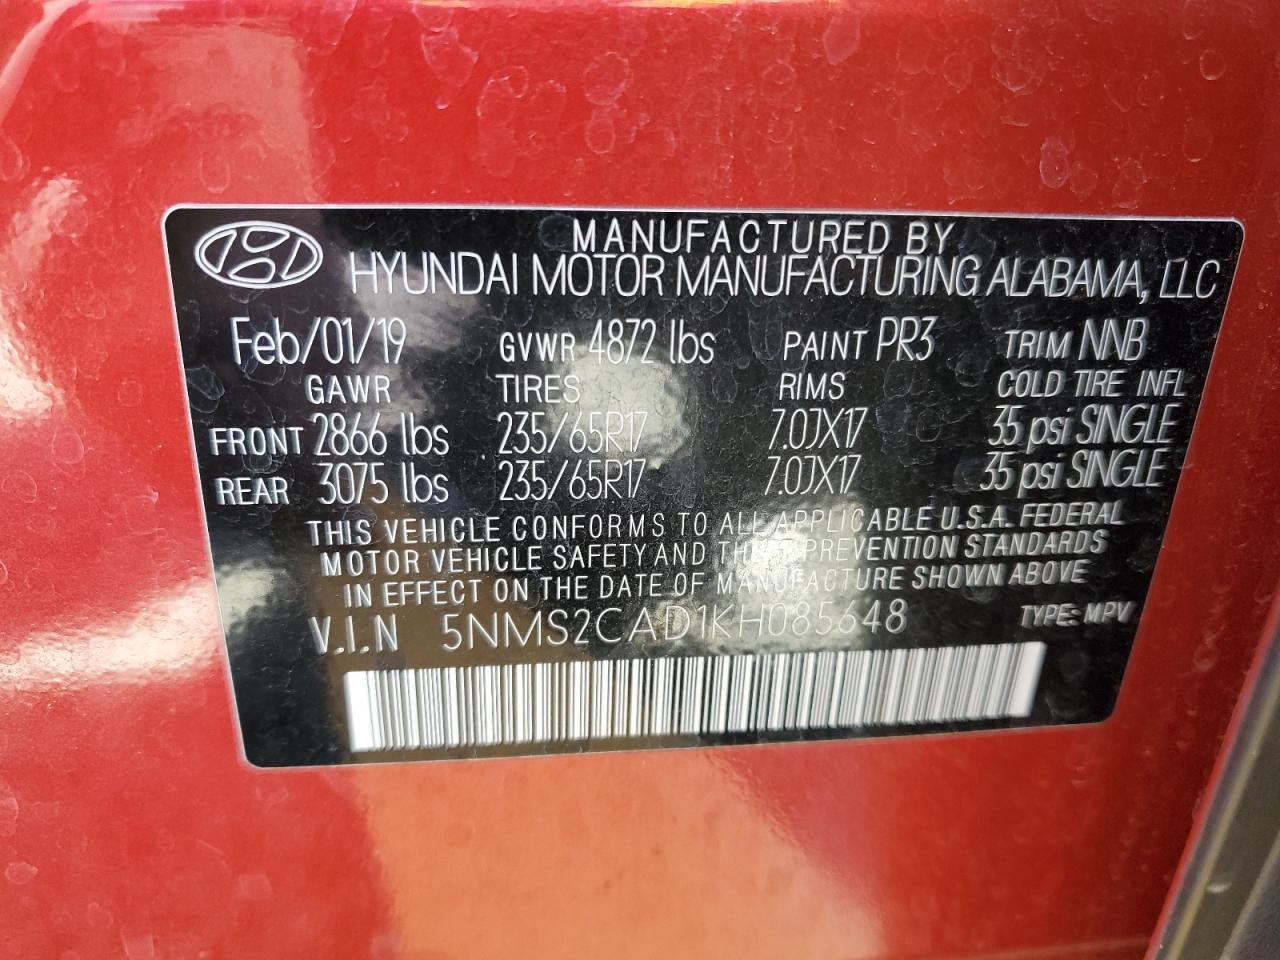 MANUFACTURED BY
HYUNDAI MOTOR MANUFACTURING ALABAMA, LLC
Feb/01/19 GVWR 4872 lbs PAINT PR3 TRIM NNB
GAWR TIRES RIMS COLD TIRE INFL
FRONT 2866 lbs 235/65R17 7.0JX17 35 psi SINGLE
REAR 3075 lbs 235/65R17 7.0JX17 35 psi SINGLE
THIS VEHICLE CONFORMS TO ALL APPLICABLE U.S.A. FEDERAL
MOTOR VEHICLE SAFETY AND THEFT PREVENTION STANDARDS
IN EFFECT ON THE DATE OF MANUFACTURE SHOWN ABOVE
V.I.N 5NMS2CAD1KH085648 TYPE: MPV